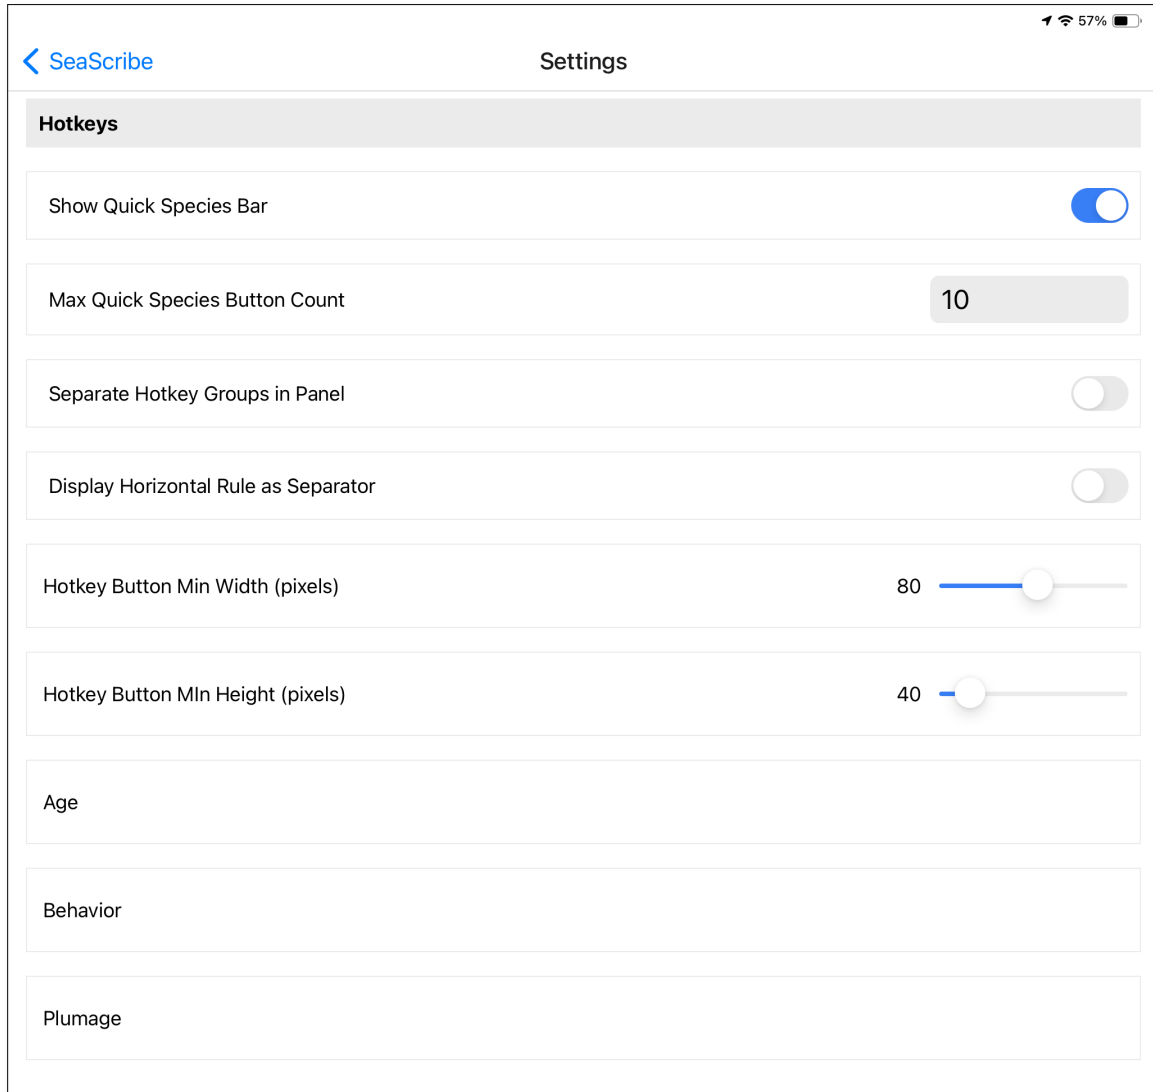 57%
SeaScribe Settings
Hotkeys
Show Quick Species Bar
Max Quick Species Button Count 10
Separate Hotkey Groups in Panel
Display Horizontal Rule as Separator
Hotkey Button Min Width (pixels) 80
Hotkey Button MIn Height (pixels) 40
Age
Behavior
Plumage